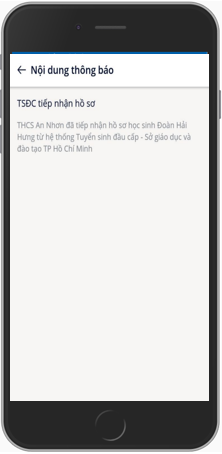 ← Nội dung thông báo
TSĐC tiếp nhận hồ sơ
THCS An Nhơn đã tiếp nhận hồ sơ học sinh Đoàn Hải
Hưng từ hệ thống Tuyển sinh đầu cấp - Sở giáo dục và
đào tạo TP Hồ Chí Minh